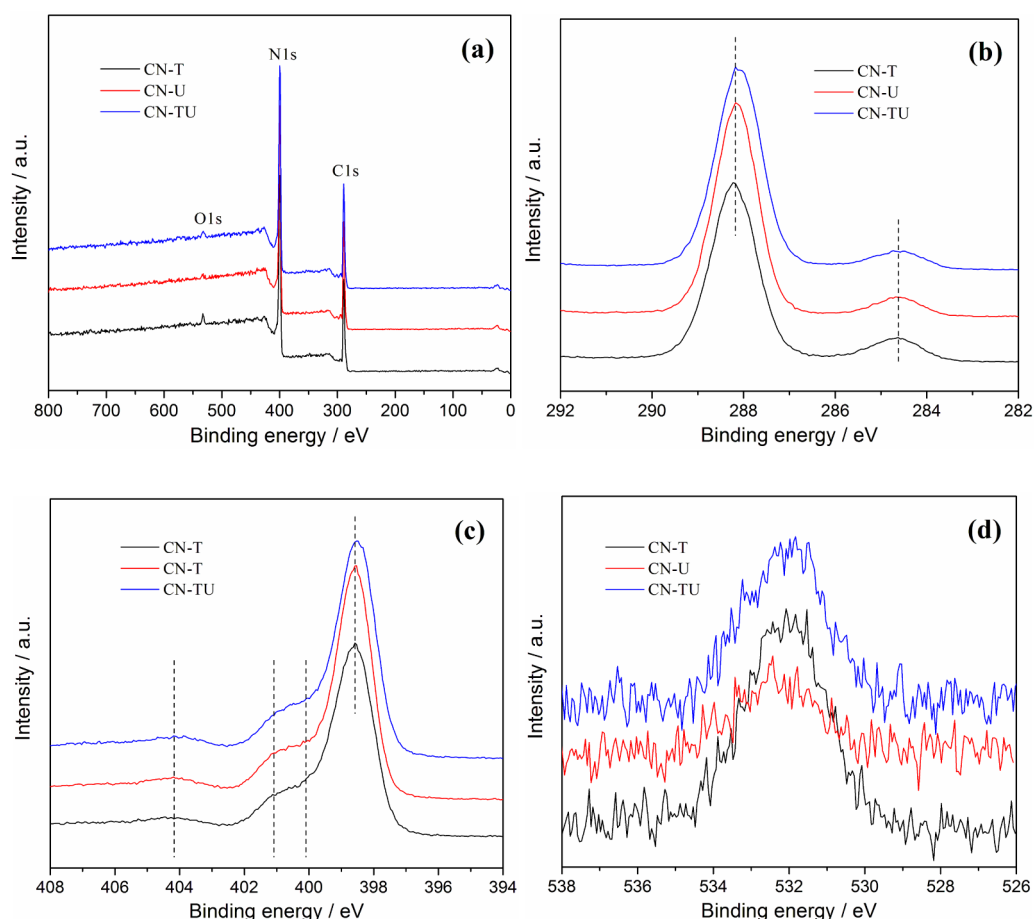 (a)
N1s
CN-T
CN-U
CN-TU
C1s
O1s
Intensity / a.u.
800 700 600 500 400 300 200 100 0
Binding energy / eV
(b)
CN-T
CN-U
CN-TU
Intensity / a.u.
292 290 288 286 284 282
Binding energy / eV
(c)
CN-T
CN-T
CN-TU
Intensity / a.u.
408 406 404 402 400 398 396 394
Binding energy / eV
(d)
CN-T
CN-U
CN-TU
Intensity / a.u.
538 536 534 532 530 528 526
Binding energy / eV